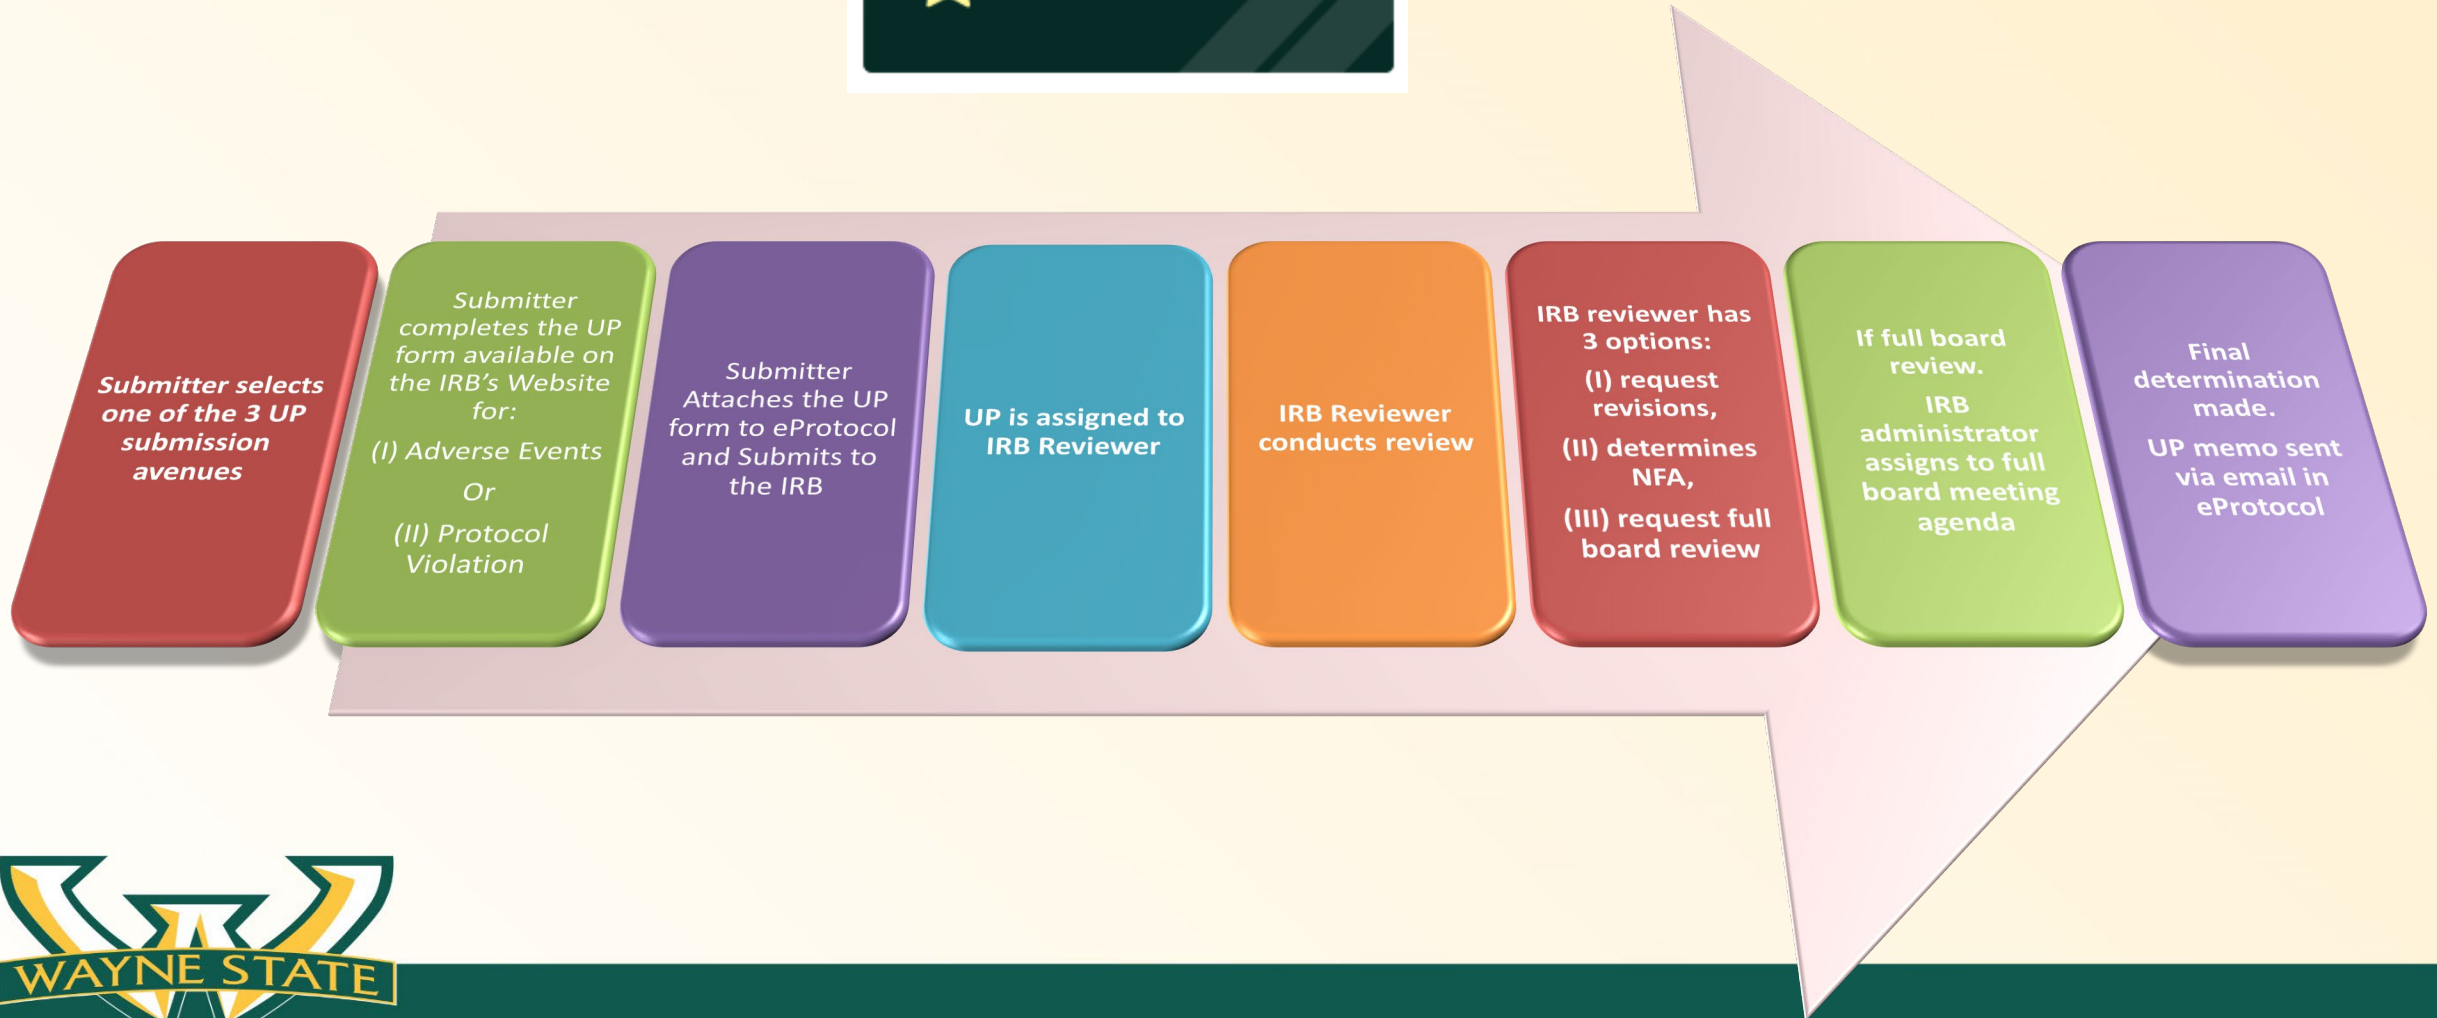 Submitter selects
one of the 3 UP
submission
avenues
Submitter
completes the UP
form available on
the IRB’s Website
for:
(I) Adverse Events
Or
(II) Protocol
Violation
Submitter
Attaches the UP
form to eProtocol
and Submits to
the IRB
UP is assigned to
IRB Reviewer
IRB Reviewer
conducts review
IRB reviewer has
3 options:
(I) request
revisions,
(II) determines
NFA,
(III) request full
board review
If full board
review.
IRB
administrator
assigns to full
board meeting
agenda
Final
determination
made.
UP memo sent
via email in
eProtocol
WAYNE STATE